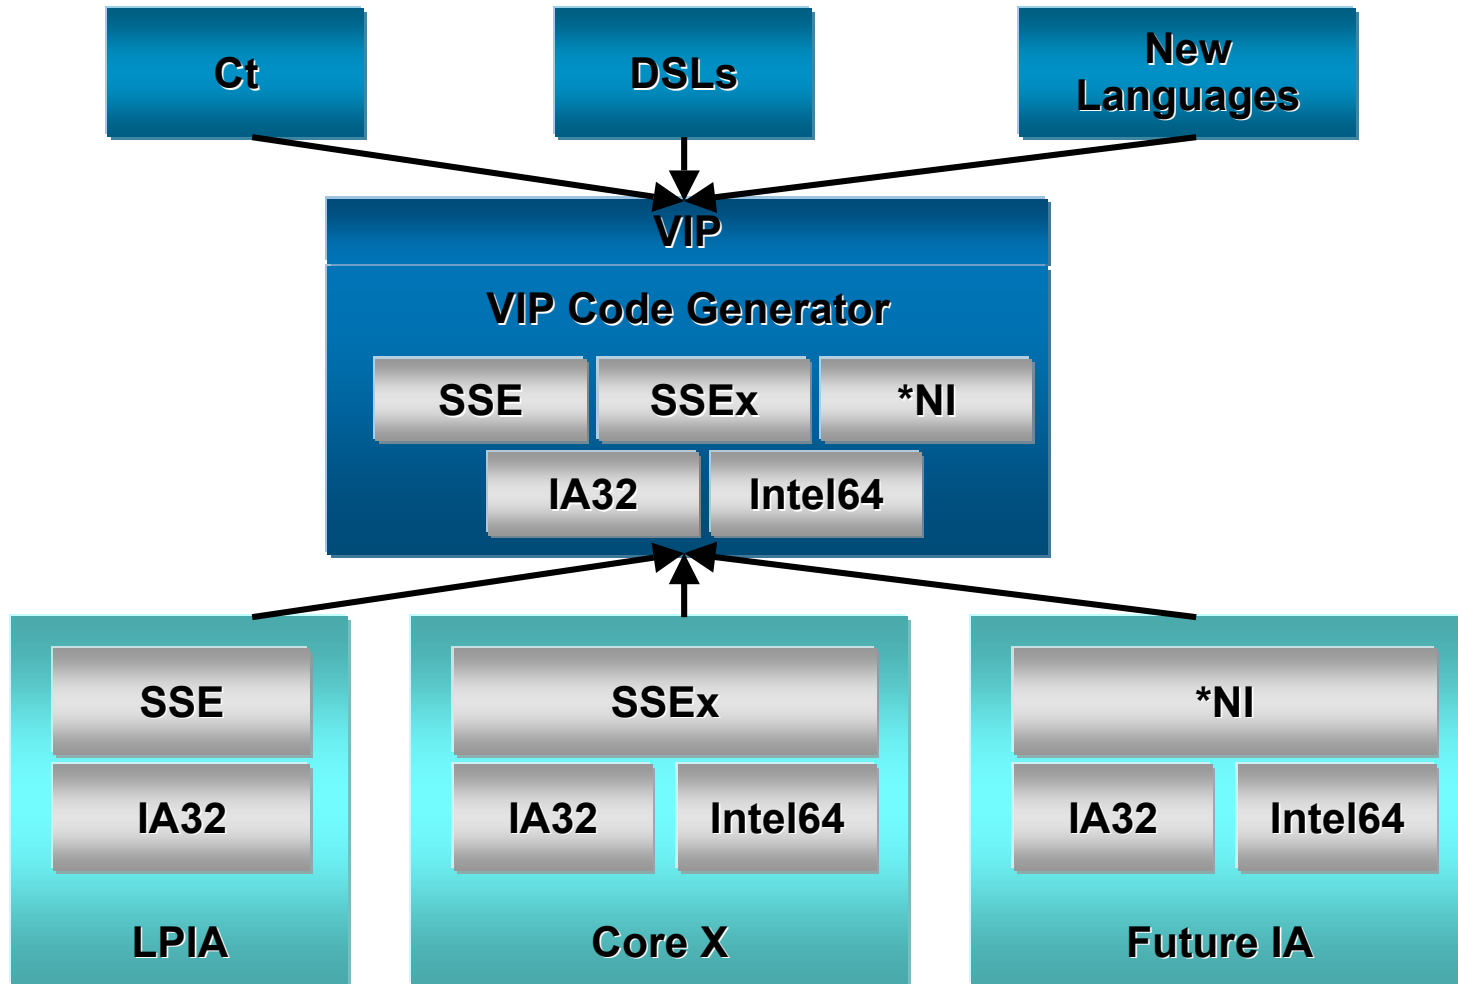 Ct
DSLs
New
Languages
VIP
VIP Code Generator
SSE
SSEx
*NI
IA32
Intel64
SSE
IA32
LPIA
SSEx
IA32
Intel64
Core X
*NI
IA32
Intel64
Future IA